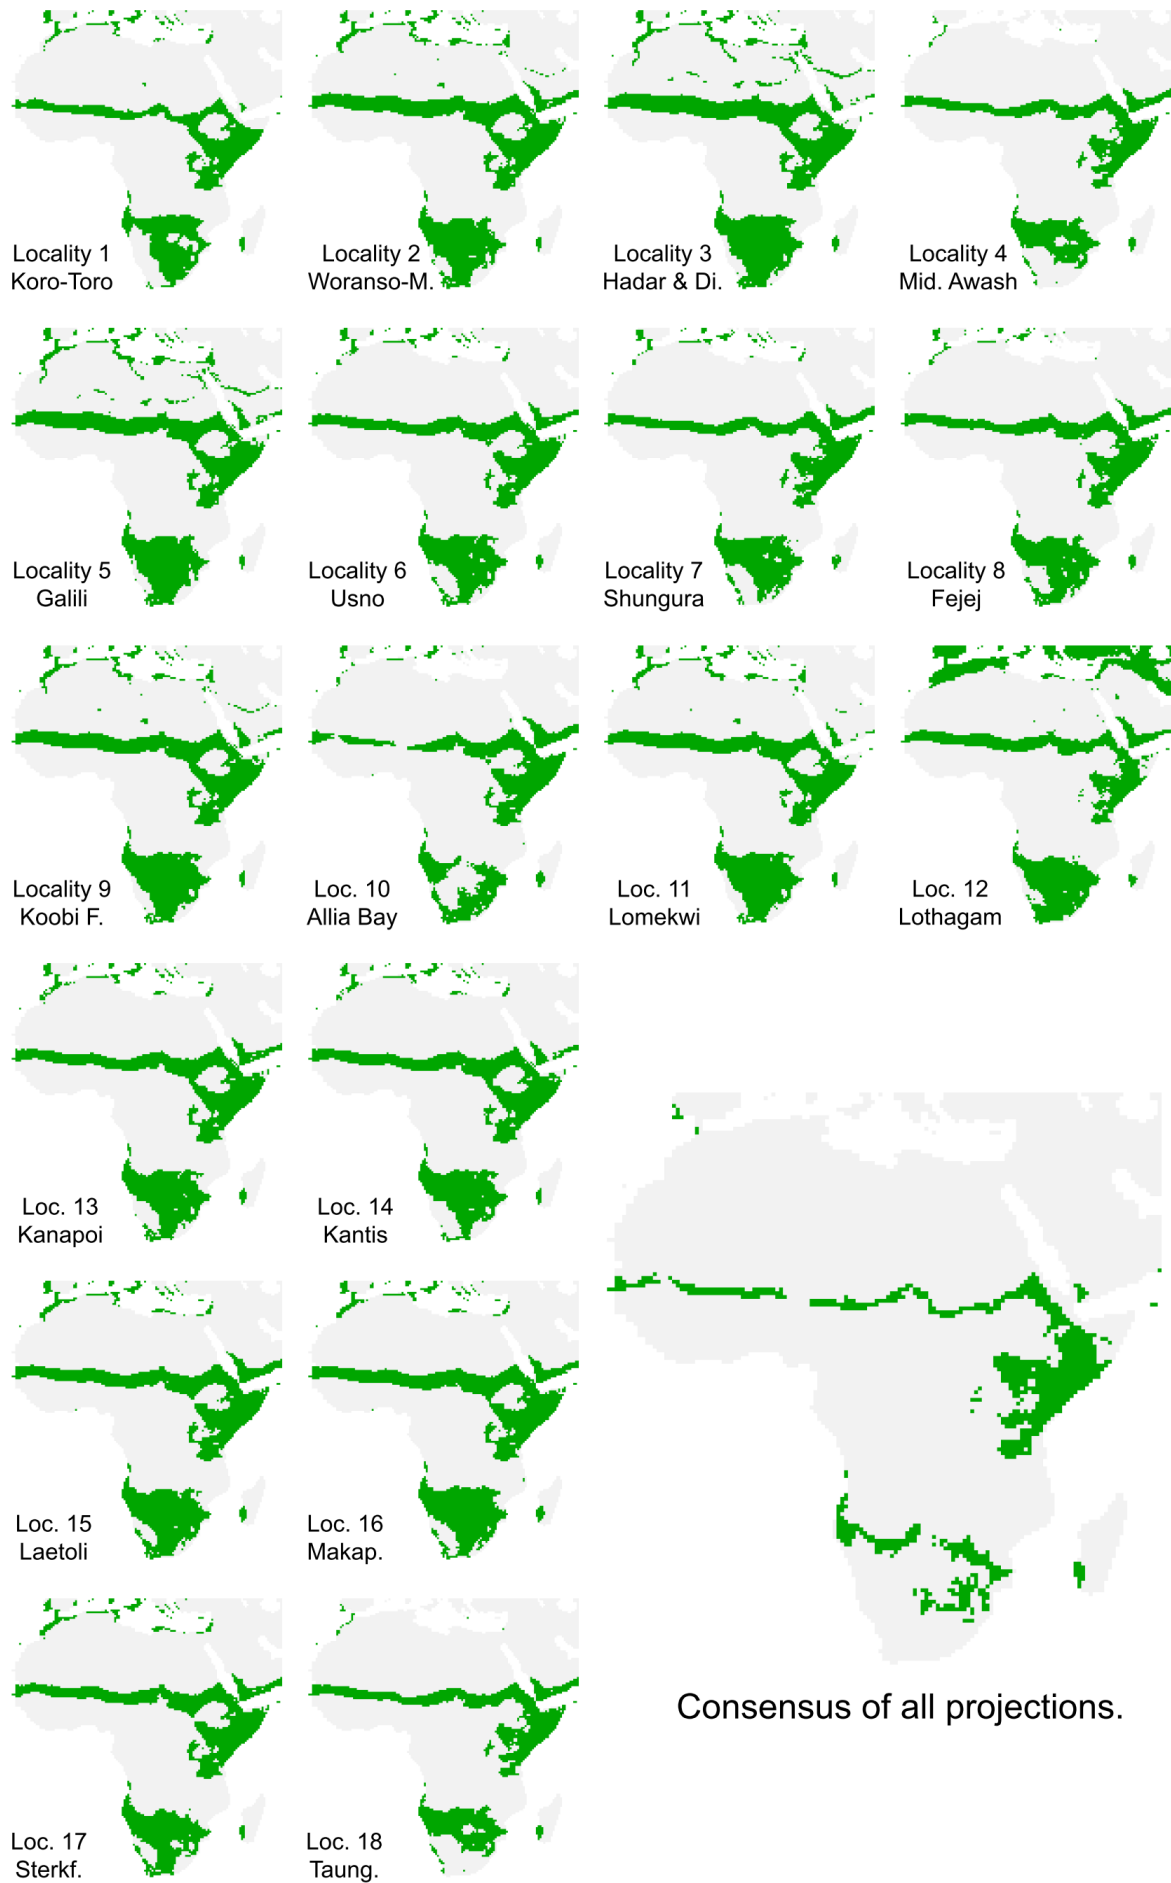 Locality 1
Koro-Toro
Locality 2
Woranso-M.
Locality 3
Hadar & Di.
Locality 4
Mid. Awash
Locality 5
Galili
Locality 6
Usno
Locality 7
Shungura
Locality 8
Fejej
Locality 9
Koobi F.
Loc. 10
Allia Bay
Loc. 11
Lomekwi
Loc. 12
Lothagam
Loc. 13
Kanapoi
Loc. 14
Kantis
Loc. 15
Laetoli
Loc. 16
Makap.
Consensus of all projections.
Loc. 17
Sterkf.
Loc. 18
Taung.